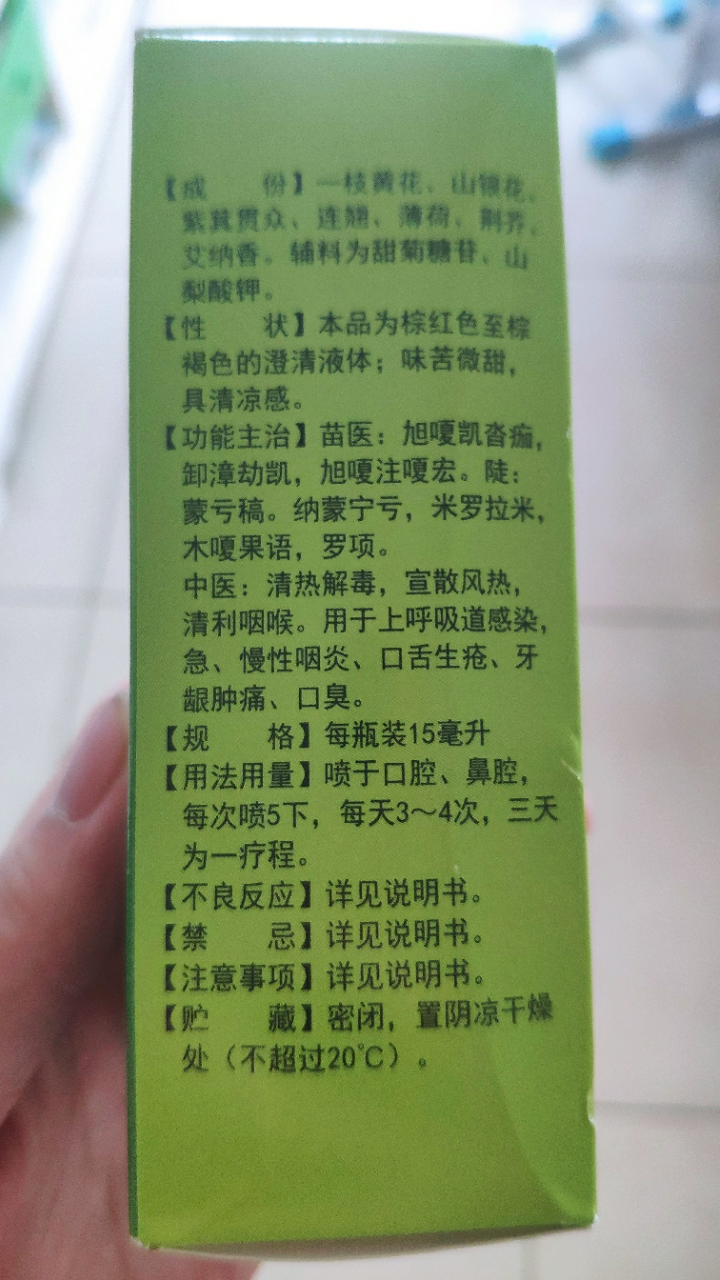 【成　　份】一枝黄花、山银花、
紫萁贯众、连翘、薄荷、荆芥、
艾纳香。辅料为甜菊糖苷、山
梨酸钾。
【性　　状】本品为棕红色至棕
褐色的澄清液体；味苦微甜，
具清凉感。
【功能主治】苗医：旭嘎凯沓痂，
卸漳劫凯，旭嘎注嘎宏。陡：
蒙亏稿。纳蒙宁亏，米罗拉米，
木嘎果语，罗项。
中医：清热解毒，宣散风热，
清利咽喉。用于上呼吸道感染，
急、慢性咽炎、口舌生疮、牙
龈肿痛、口臭。
【规　　格】每瓶装15毫升
【用法用量】喷于口腔、鼻腔，
每次喷5下，每天3～4次，三天
为一疗程。
【不良反应】详见说明书。
【禁　　忌】详见说明书。
【注意事项】详见说明书。
【贮　　藏】密闭，置阴凉干燥
处（不超过20℃）。